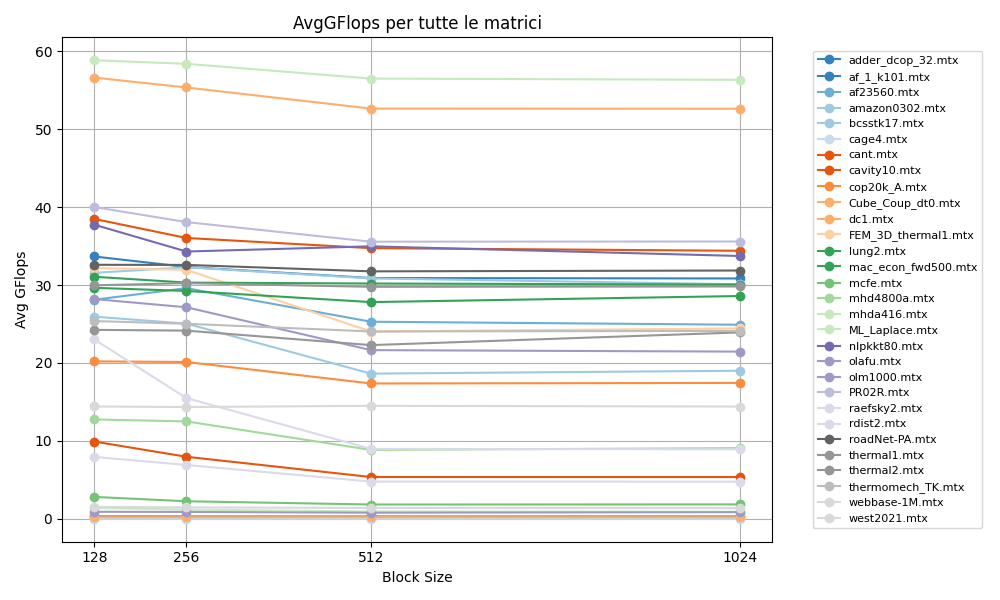 AvgGFlops per tutte le matrici
Avg GFlops
60
50
40
30
20
10
0
128
256
512
1024
Block Size
adder_dcop_32.mtx
af_1_k101.mtx
af23560.mtx
amazon0302.mtx
bcsstk17.mtx
cage4.mtx
cant.mtx
cavity10.mtx
cop20k_A.mtx
Cube_Coup_dt0.mtx
dc1.mtx
FEM_3D_thermal1.mtx
lung2.mtx
mac_econ_fwd500.mtx
mcfe.mtx
mhd4800a.mtx
mhda416.mtx
ML_Laplace.mtx
nlpkkt80.mtx
olafu.mtx
olm1000.mtx
PR02R.mtx
raefsky2.mtx
rdist2.mtx
roadNet-PA.mtx
thermal1.mtx
thermal2.mtx
thermomech_TK.mtx
webbase-1M.mtx
west2021.mtx